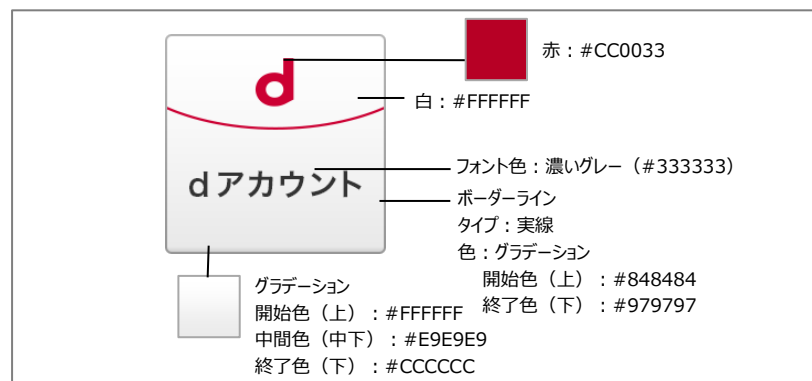 d
赤：#CC0033
白：#FFFFFF
dアカウント
フォント色：濃いグレー（#333333）
ボーダーライン
タイプ：実線
色：グラデーション
開始色（上）：#848484
終了色（下）：#979797
グラデーション
開始色（上）：#FFFFFF
中間色（中下）：#E9E9E9
終了色（下）：#CCCCCC